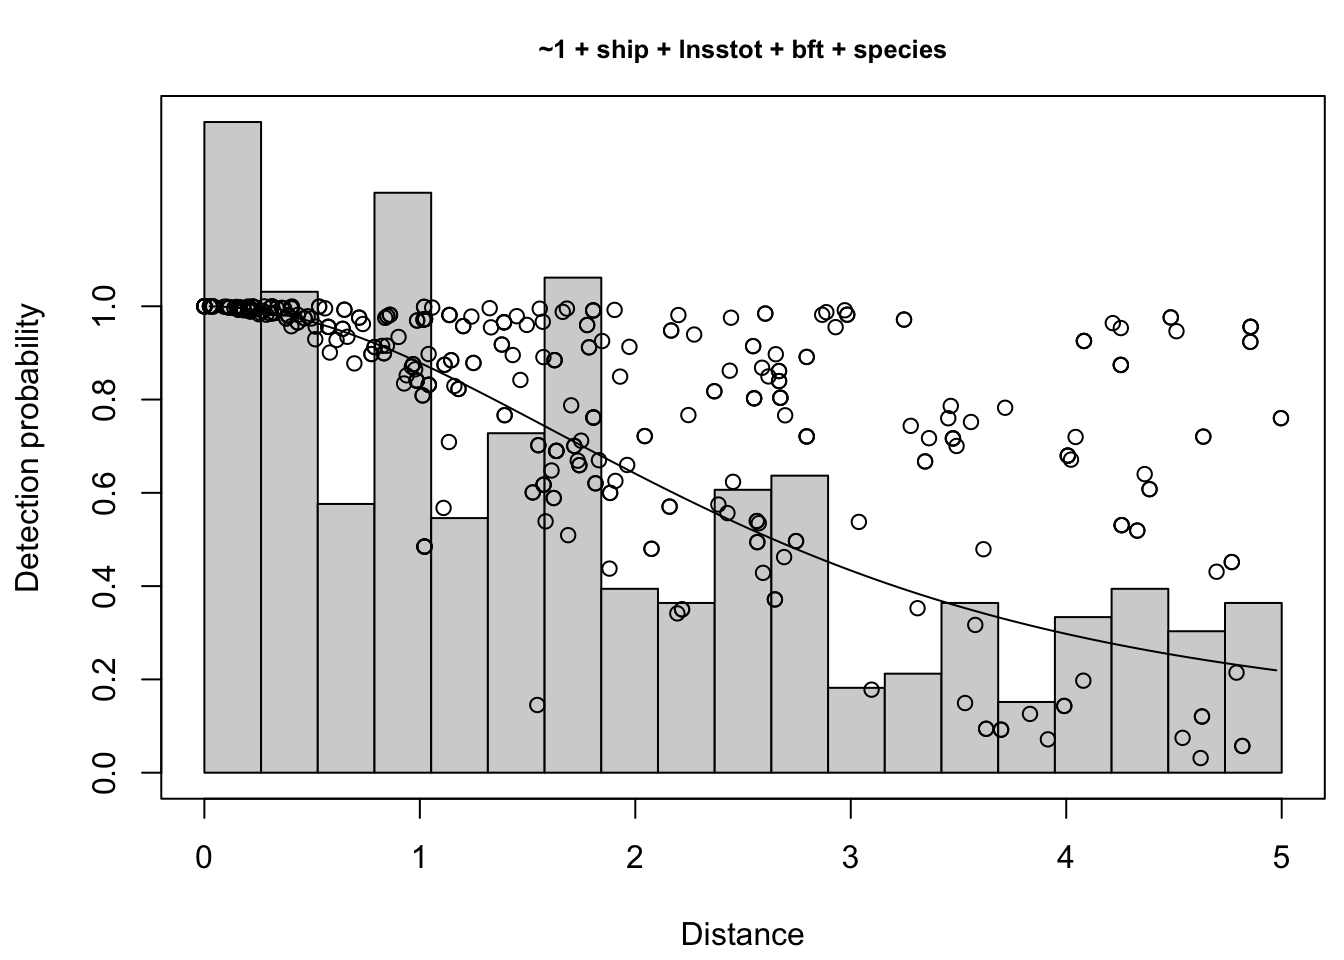 ~1 + ship + lnsstot + bft + species
Detection probability
1.0
0.8
0.6
0.4
0.2
0.0
0 1 2 3 4 5
Distance